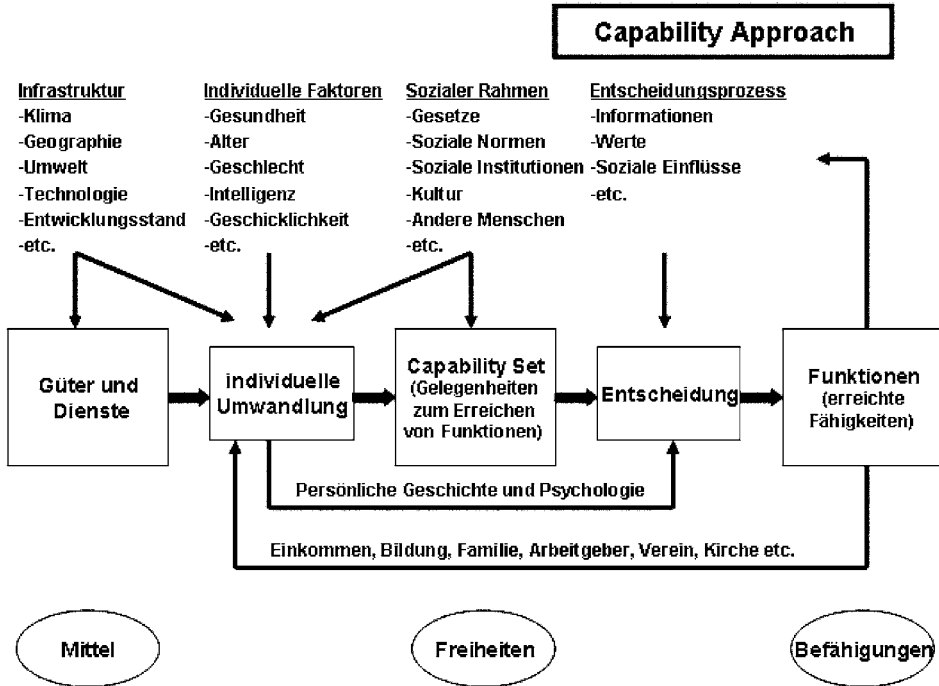 Capability Approach
Infrastruktur
-Klima
-Geographie
-Umwelt
-Technologie
-Entwicklungsstand
-etc.
Individuelle Faktoren
-Gesundheit
-Alter
-Geschlecht
-Intelligenz
-Geschicklichkeit
-etc.
Sozialer Rahmen
-Gesetze
-Soziale Normen
-Soziale Institutionen
-Kultur
-Andere Menschen
-etc.
Entscheidungsprozess
-Informationen
-Werte
-Soziale Einflüsse
-etc.
Güter und
Dienste
individuelle
Umwandlung
Capability Set
(Gelegenheiten
zum Erreichen
von Funktionen)
Entscheidung
Funktionen
(erreichte
Fähigkeiten)
Persönliche Geschichte und Psychologie
Einkommen, Bildung, Familie, Arbeitgeber, Verein, Kirche etc.
Mittel
Freiheiten
Befähigungen